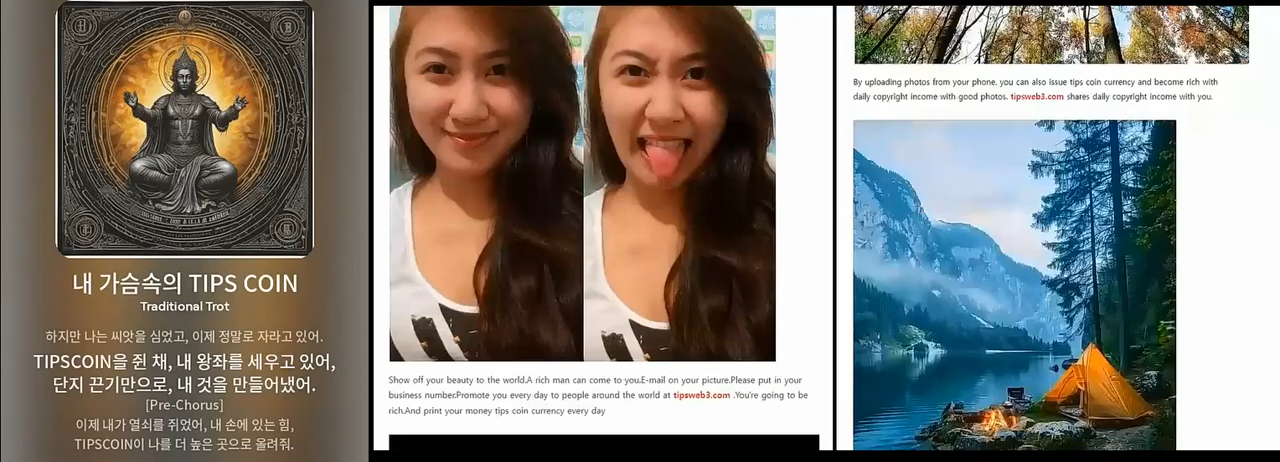 내 가슴속의 TIPS COIN
Traditional Trot
하지만 나는 씨앗을 심었고, 이제 정말로 자라고 있어.
TIPSCOIN을 쥔 채, 내 왕좌를 세우고 있어,
단지 끈기만으로, 내 것을 만들어냈어.
[Pre-Chorus]
이제 내가 열쇠를 쥐었어, 내 손에 있는 힘,
TIPSCOIN이 나를 더 높은 곳으로 올려줘.
Show off your beauty to the world.A rich man can come to you.E-mail on your picture.Please put in your
business number.Promote you every day to people around the world at tipsweb3.com .You're going to be
rich.And print your money tips coin currency every day
By uploading photos from your phone, you can also issue tips coin currency and become rich with
daily copyright income with good photos. tipsweb3.com shares daily copyright income with you.